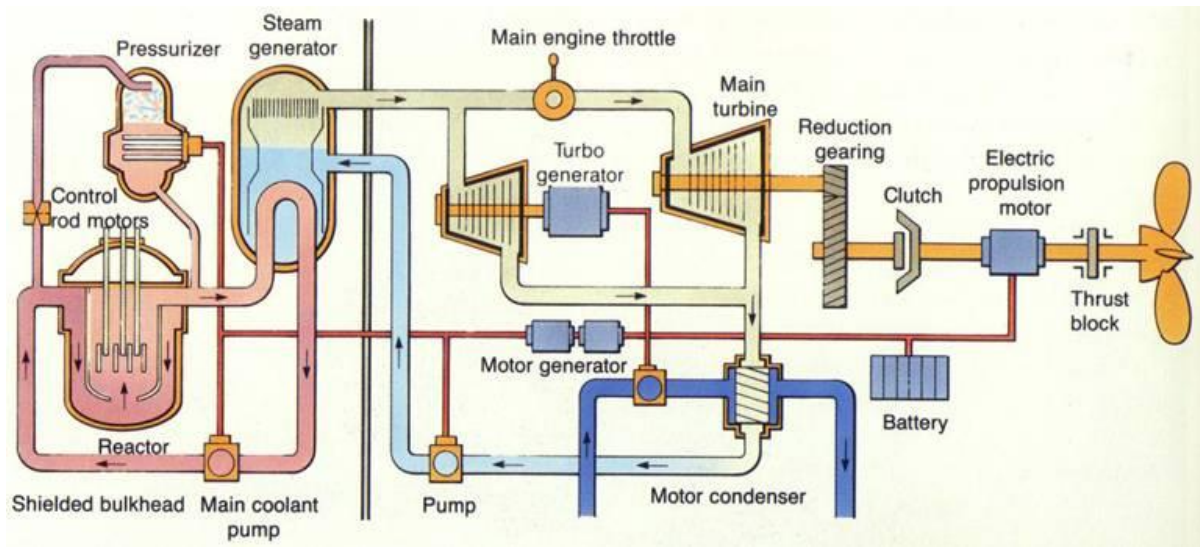 Steam
generator
Pressurizer
Main engine throttle
Main
turbine
Reduction
gearing
Turbo
generator
Electric
propulsion
motor
Clutch
Control
rod motors
Thrust
block
Motor generator
Battery
Reactor
Shielded bulkhead
Main coolant
pump
Pump
Motor condenser